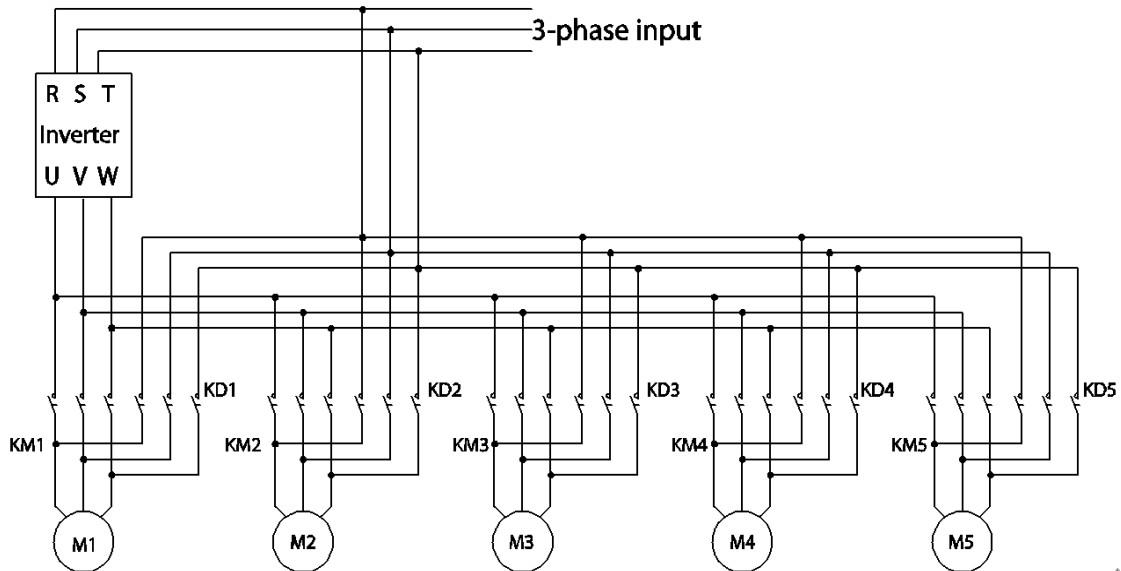 3-phase input
R S T
Inverter
U V W
KD1 KD2 KD3 KD4 KD5
KM1 KM2 KM3 KM4 KM5
M1 M2 M3 M4 M5